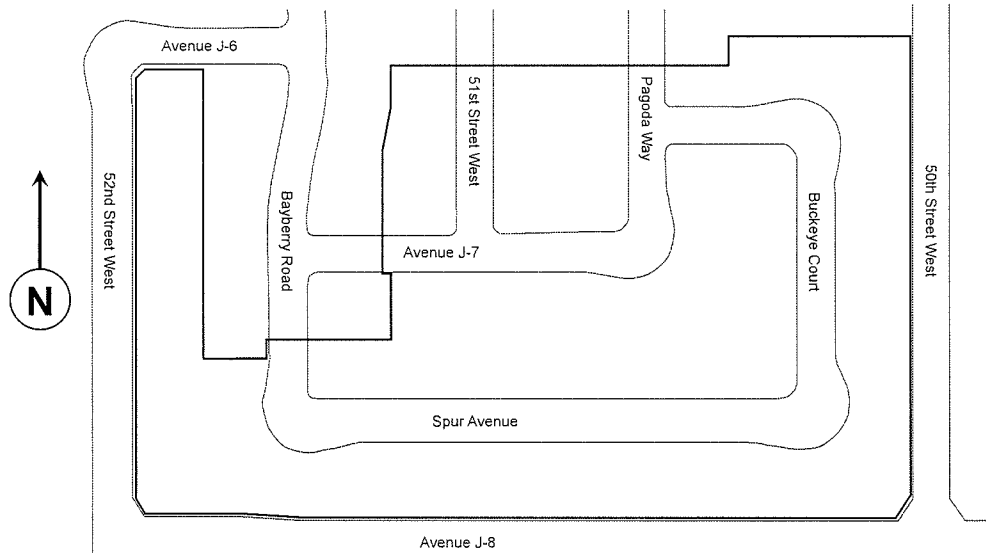 Avenue J-6
52nd Street West
Bayberry Road
51st Street West
Pagoda Way
Buckeye Court
50th Street West
Avenue J-7
N
Spur Avenue
Avenue J-8